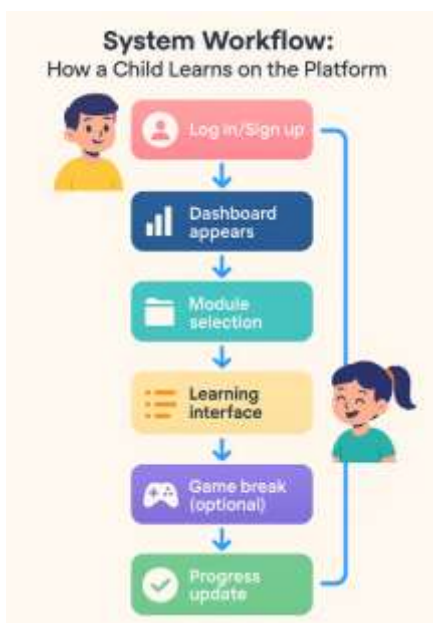 System Workflow:
How a Child Learns on the Platform
Log in/Sign up
Dashboard
appears
Module
selection
Learning
interface
Game break
(optional)
Progress
update